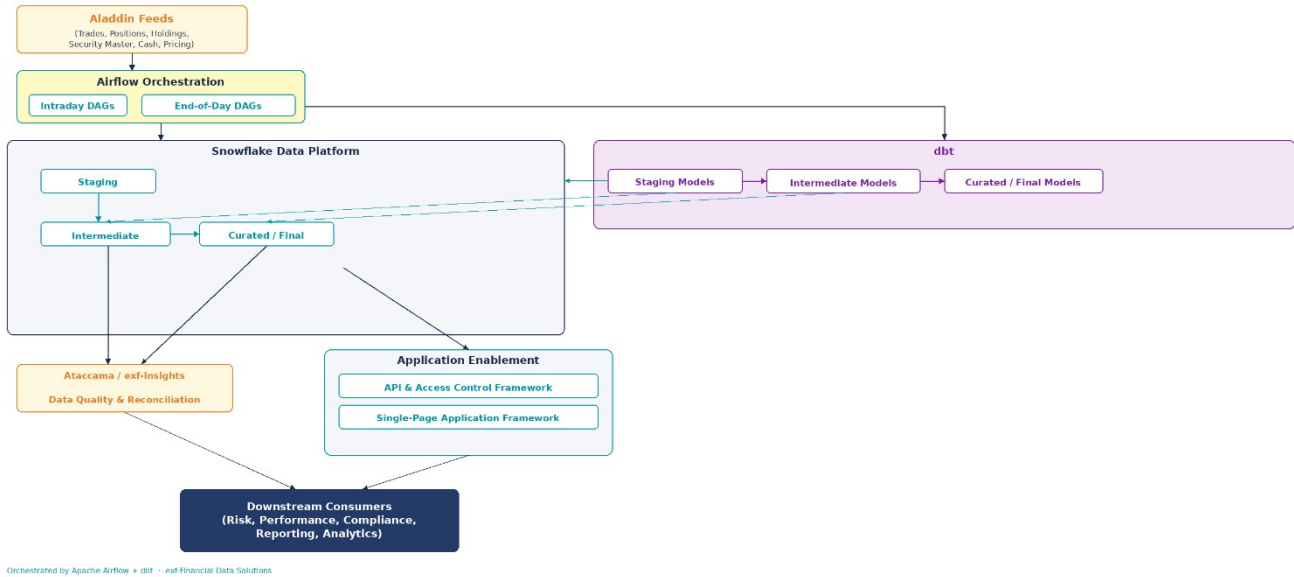 Aladdin Feeds
(Trades, Positions, Holdings,
Security Master, Cash, Pricing)
Airflow Orchestration
Intraday DAGs
End-of-Day DAGs
Snowflake Data Platform
dbt
Staging
Staging Models
Intermediate Models
Curated / Final Models
Intermediate
Curated / Final
Ataccama / exf-Insights
Data Quality & Reconciliation
Application Enablement
API & Access Control Framework
Single-Page Application Framework
Downstream Consumers
(Risk, Performance, Compliance,
Reporting, Analytics)
Orchestrated by Apache Airflow + dbt · exf-Financial Data Solutions